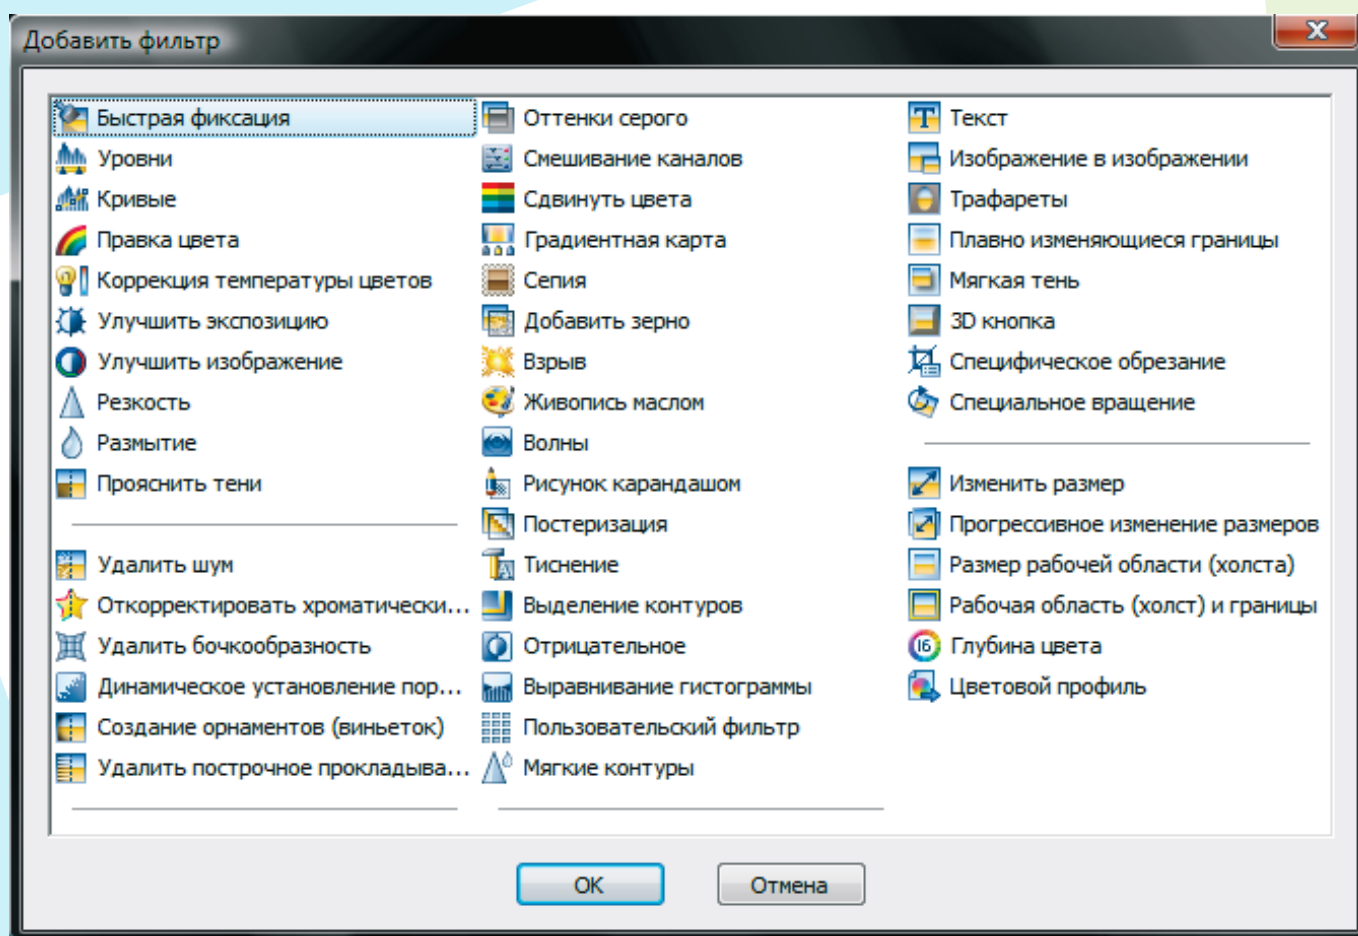 Добавить фильтр
Быстрая фиксация
Уровни
Кривые
Правка цвета
Коррекция температуры цветов
Улучшить экспозицию
Улучшить изображение
Резкость
Размытие
Прояснить тени
Удалить шум
Откорректировать хроматически...
Удалить бочкообразность
Динамическое установление пор...
Создание орнаментов (виньеток)
Удалить построчное прокладыва...
Оттенки серого
Смешивание каналов
Сдвинуть цвета
Градиентная карта
Сепия
Добавить зерно
Взрыв
Живопись маслом
Волны
Рисунок карандашом
Постеризация
Тиснение
Выделение контуров
Отрицательное
Выравнивание гистограммы
Пользовательский фильтр
Мягкие контуры
Текст
Изображение в изображении
Трафареты
Плавно изменяющиеся границы
Мягкая тень
3D кнопка
Специфическое обрезание
Специальное вращение
Изменить размер
Прогрессивное изменение размеров
Размер рабочей области (холста)
Рабочая область (холст) и границы
16 Глубина цвета
Цветовой профиль
OK
Отмена